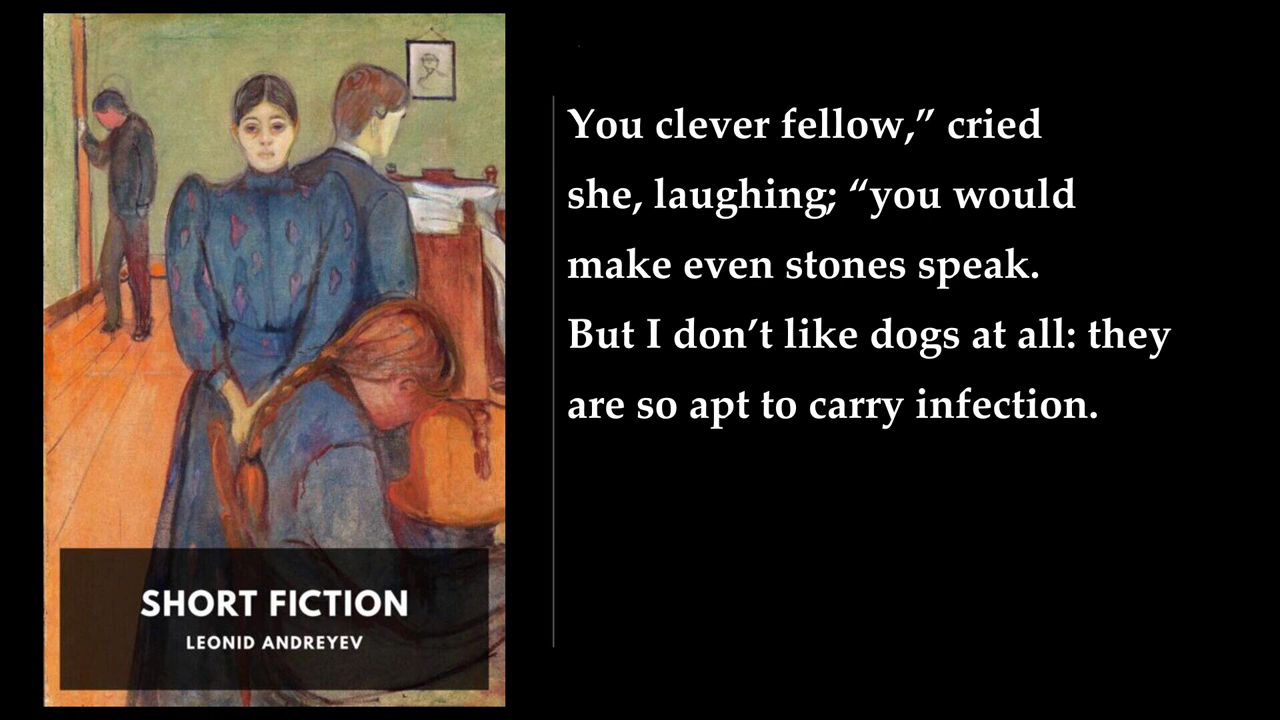 You clever fellow,” cried
she, laughing; “you would
make even stones speak.
But I don’t like dogs at all: they
are so apt to carry infection.
SHORT FICTION
LEONID ANDREYEV